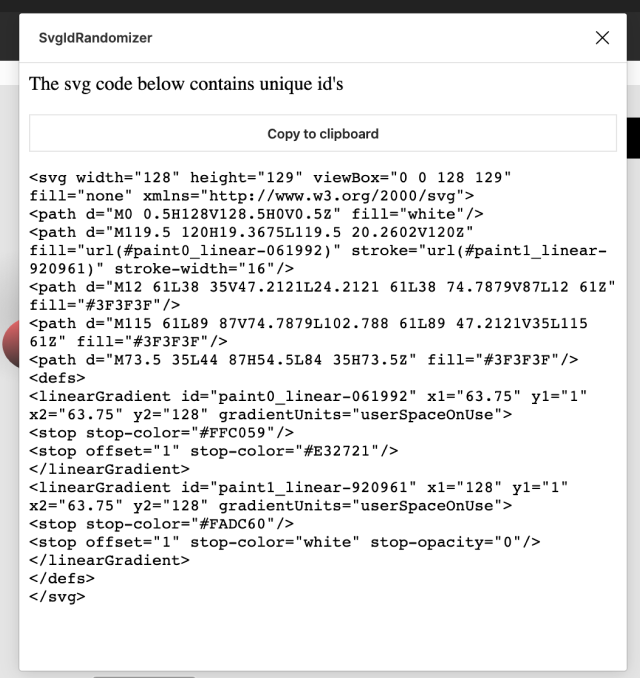 SvgIdRandomizer
The svg code below contains unique id's
Copy to clipboard
<svg width="128" height="129" viewBox="0 0 128 129"
fill="none" xmlns="http://www.w3.org/2000/svg">
<path d="M0 0.5H128V128.5H0V0.5Z" fill="white"/>
<path d="M119.5 120H19.3675L119.5 20.2602V120Z"
fill="url(#paint0_linear-061992)" stroke="url(#paint1_linear-
920961)" stroke-width="16"/>
<path d="M12 61L38 35V47.2121L24.2121 61L38 74.7879V87L12 61Z"
fill="#3F3F3F"/>
<path d="M115 61L89 87V74.7879L102.788 61L89 47.2121V35L115
61Z" fill="#3F3F3F"/>
<path d="M73.5 35L44 87H54.5L84 35H73.5Z" fill="#3F3F3F"/>
<defs>
<linearGradient id="paint0_linear-061992" x1="63.75" y1="1"
x2="63.75" y2="128" gradientUnits="userSpaceOnUse">
<stop stop-color="#FFC059"/>
<stop offset="1" stop-color="#E32721"/>
</linearGradient>
<linearGradient id="paint1_linear-920961" x1="128" y1="1"
x2="63.75" y2="128" gradientUnits="userSpaceOnUse">
<stop stop-color="#FADC60"/>
<stop offset="1" stop-color="white" stop-opacity="0"/>
</linearGradient>
</defs>
</svg>